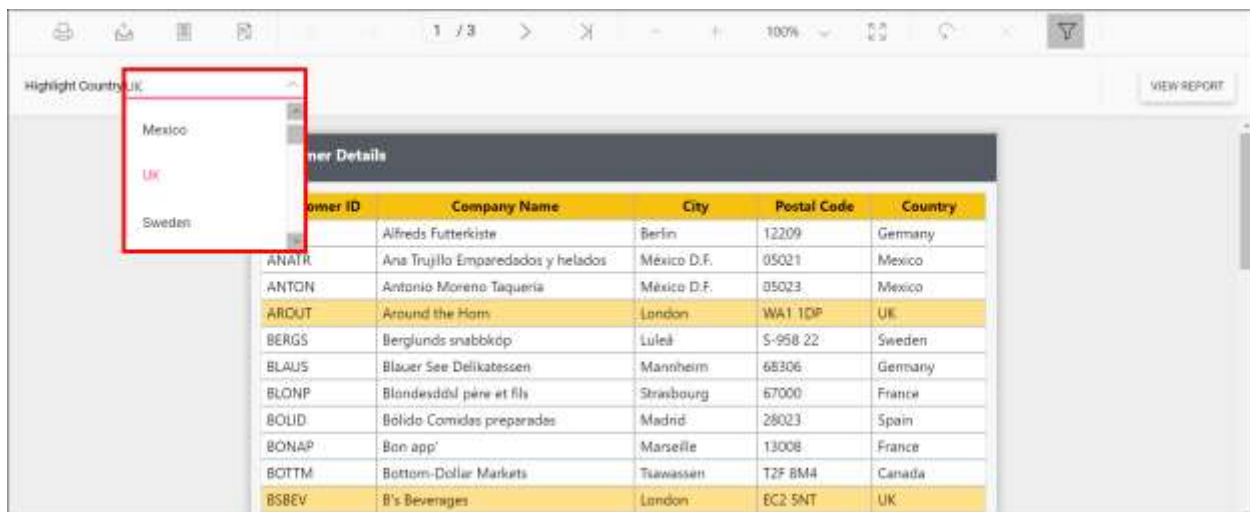 1 / 3 100%
Highlight Country UK VIEW REPORT
Mexico
UK
Sweden
mer Details
omer ID Company Name City Postal Code Country
Alfreds Futterkiste Berlin 12209 Germany
ANATR Ana Trujillo Emparedados y helados México D.F. 05021 Mexico
ANTON Antonio Moreno Taquería México D.F. 05023 Mexico
AROUT Around the Horn London WA1 1DP UK
BERGS Berglunds snabbköp Luleå S-958 22 Sweden
BLAUS Blauer See Delikatessen Mannheim 68306 Germany
BLONP Blondesddsl père et fils Strasbourg 67000 France
BOLID Bólido Comidas preparadas Madrid 28023 Spain
BONAP Bon app' Marseille 13008 France
BOTTM Bottom-Dollar Markets Tsawassen T2F 8M4 Canada
BSBEV B's Beverages London EC2 5NT UK